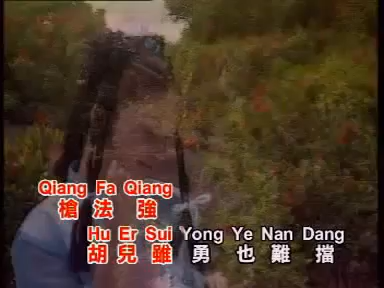 Qiang Fa Qiang
槍 法 強
Hu Er Sui Yong Ye Nan Dang
胡 兒 雖 勇 也 難 擋